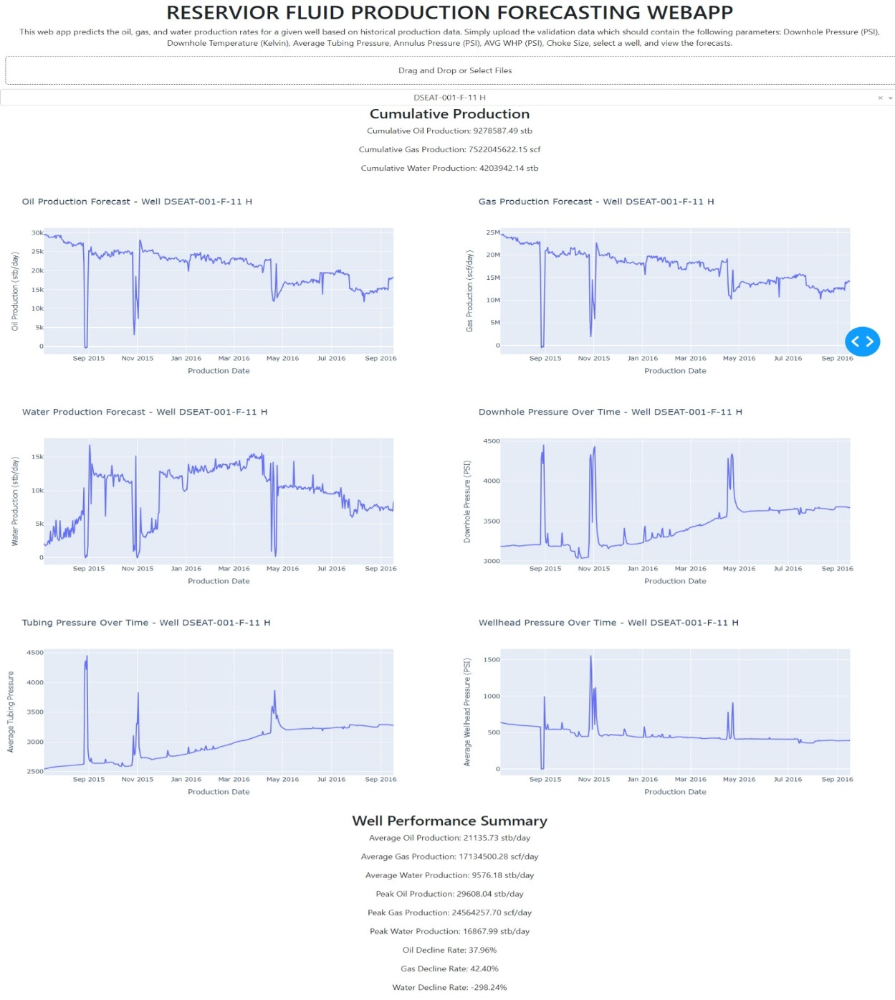 RESERVIOR FLUID PRODUCTION FORECASTING WEBAPP
This web app predicts the oil, gas, and water production rates for a given well based on historical production data. Simply upload the validation data which should contain the following parameters: Downhole Pressure (PSI),
Downhole Temperature (Kelvin), Average Tubing Pressure, Annulus Pressure (PSI), AVG WHP (PSI), Choke Size, select a well, and view the forecasts.
Drag and Drop or Select Files
DSEAT-001-F-11 H
Cumulative Production
Cumulative Oil Production: 9278587.49 stb
Cumulative Gas Production: 7522045622.15 scf
Cumulative Water Production: 4203942.14 stb
Oil Production Forecast - Well DSEAT-001-F-11 H
Oil Production (stb/day)
30k
25k
20k
15k
10k
5k
0
Sep 2015 Nov 2015 Jan 2016 Mar 2016 May 2016 Jul 2016 Sep 2016
Production Date
Gas Production Forecast - Well DSEAT-001-F-11 H
Gas Production (scf/day)
25M
20M
15M
10M
5M
0
Sep 2015 Nov 2015 Jan 2016 Mar 2016 May 2016 Jul 2016 Sep 2016
Production Date
Water Production Forecast - Well DSEAT-001-F-11 H
Water Production (stb/day)
15k
10k
5k
0
Sep 2015 Nov 2015 Jan 2016 Mar 2016 May 2016 Jul 2016 Sep 2016
Production Date
Downhole Pressure Over Time - Well DSEAT-001-F-11 H
Downhole Pressure (PSI)
4500
4000
3500
3000
Sep 2015 Nov 2015 Jan 2016 Mar 2016 May 2016 Jul 2016 Sep 2016
Production Date
Tubing Pressure Over Time - Well DSEAT-001-F-11 H
Average Tubing Pressure
4500
4000
3500
3000
2500
Sep 2015 Nov 2015 Jan 2016 Mar 2016 May 2016 Jul 2016 Sep 2016
Production Date
Wellhead Pressure Over Time - Well DSEAT-001-F-11 H
Average Wellhead Pressure (PSI)
1500
1000
500
0
Sep 2015 Nov 2015 Jan 2016 Mar 2016 May 2016 Jul 2016 Sep 2016
Production Date
Well Performance Summary
Average Oil Production: 21135.73 stb/day
Average Gas Production: 17134500.28 scf/day
Average Water Production: 9576.18 stb/day
Peak Oil Production: 29608.04 stb/day
Peak Gas Production: 24564257.70 scf/day
Peak Water Production: 16867.99 stb/day
Oil Decline Rate: 37.96%
Gas Decline Rate: 42.40%
Water Decline Rate: -298.24%